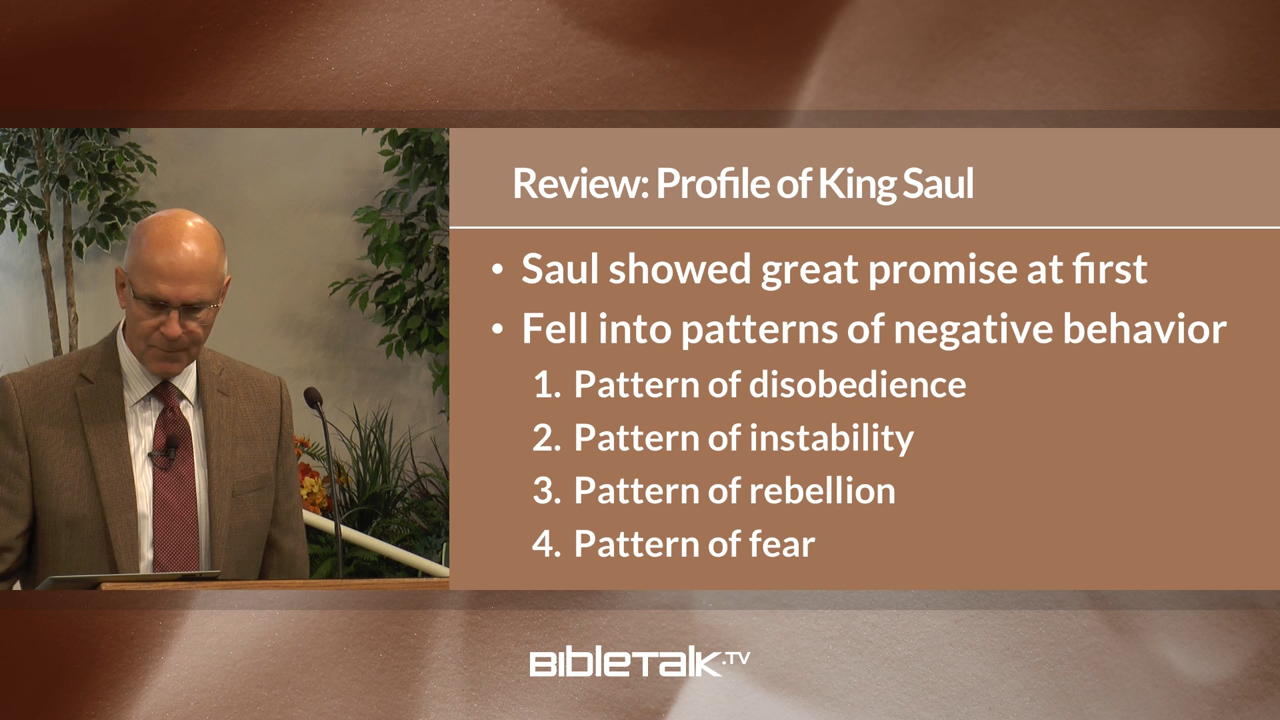 Review: Profile of King Saul
• Saul showed great promise at first
• Fell into patterns of negative behavior
1. Pattern of disobedience
2. Pattern of instability
3. Pattern of rebellion
4. Pattern of fear
BibleTalk.TV